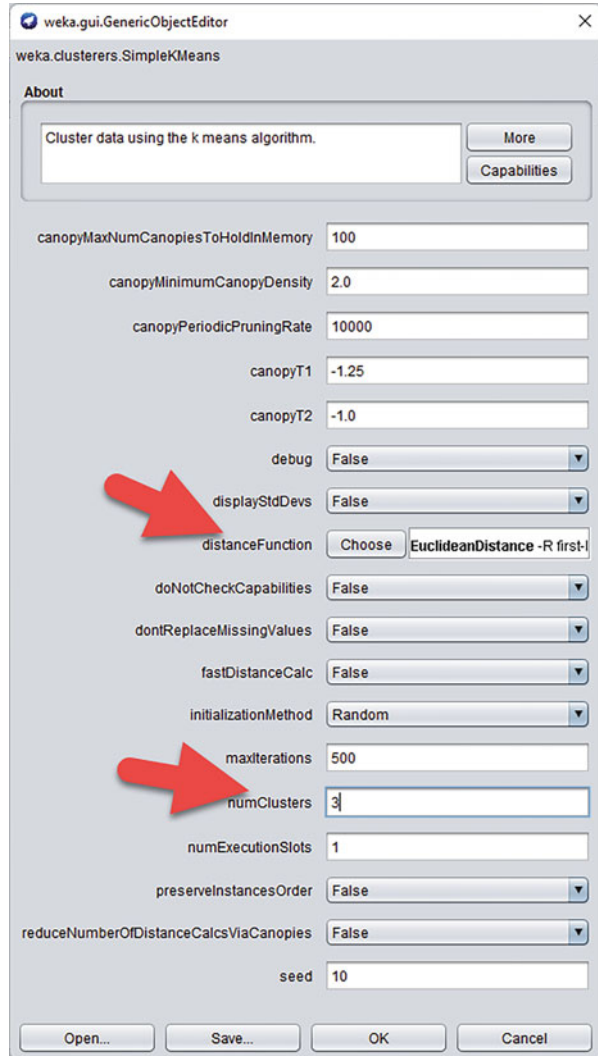 weka.gui.GenericObjectEditor
weka.clusterers.SimpleKMeans
About
Cluster data using the k means algorithm.
More
Capabilities
canopyMaxNumCanopiesToHoldInMemory 100
canopyMinimumCanopyDensity 2.0
canopyPeriodicPruningRate 10000
canopyT1 -1.25
canopyT2 -1.0
debug False
displayStdDevs False
distanceFunction Choose EuclideanDistance -R first-l
doNotCheckCapabilities False
dontReplaceMissingValues False
fastDistanceCalc False
initializationMethod Random
maxIterations 500
numClusters 3
numExecutionSlots 1
preserveInstancesOrder False
reduceNumberOfDistanceCalcsViaCanopies False
seed 10
Open... Save... OK Cancel